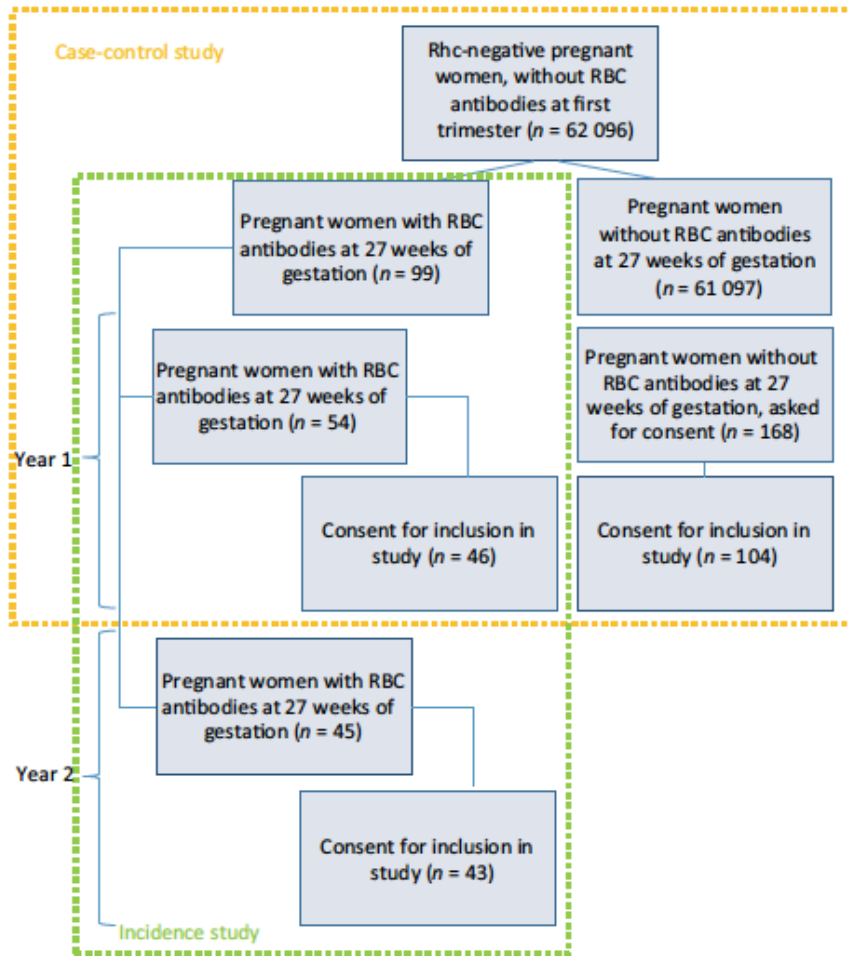 Case-control study
Rhc-negative pregnant
women, without RBC
antibodies at first
trimester (n = 62 096)
Pregnant women with RBC
antibodies at 27 weeks of
gestation (n = 99)
Pregnant women
without RBC antibodies
at 27 weeks of gestation
(n = 61 097)
Year 1
Pregnant women with RBC
antibodies at 27 weeks of
gestation (n = 54)
Pregnant women without
RBC antibodies at 27
weeks of gestation, asked
for consent (n = 168)
Consent for inclusion in
study (n = 46)
Consent for inclusion in
study (n = 104)
Year 2
Pregnant women with RBC
antibodies at 27 weeks of
gestation (n = 45)
Consent for inclusion in
study (n = 43)
Incidence study